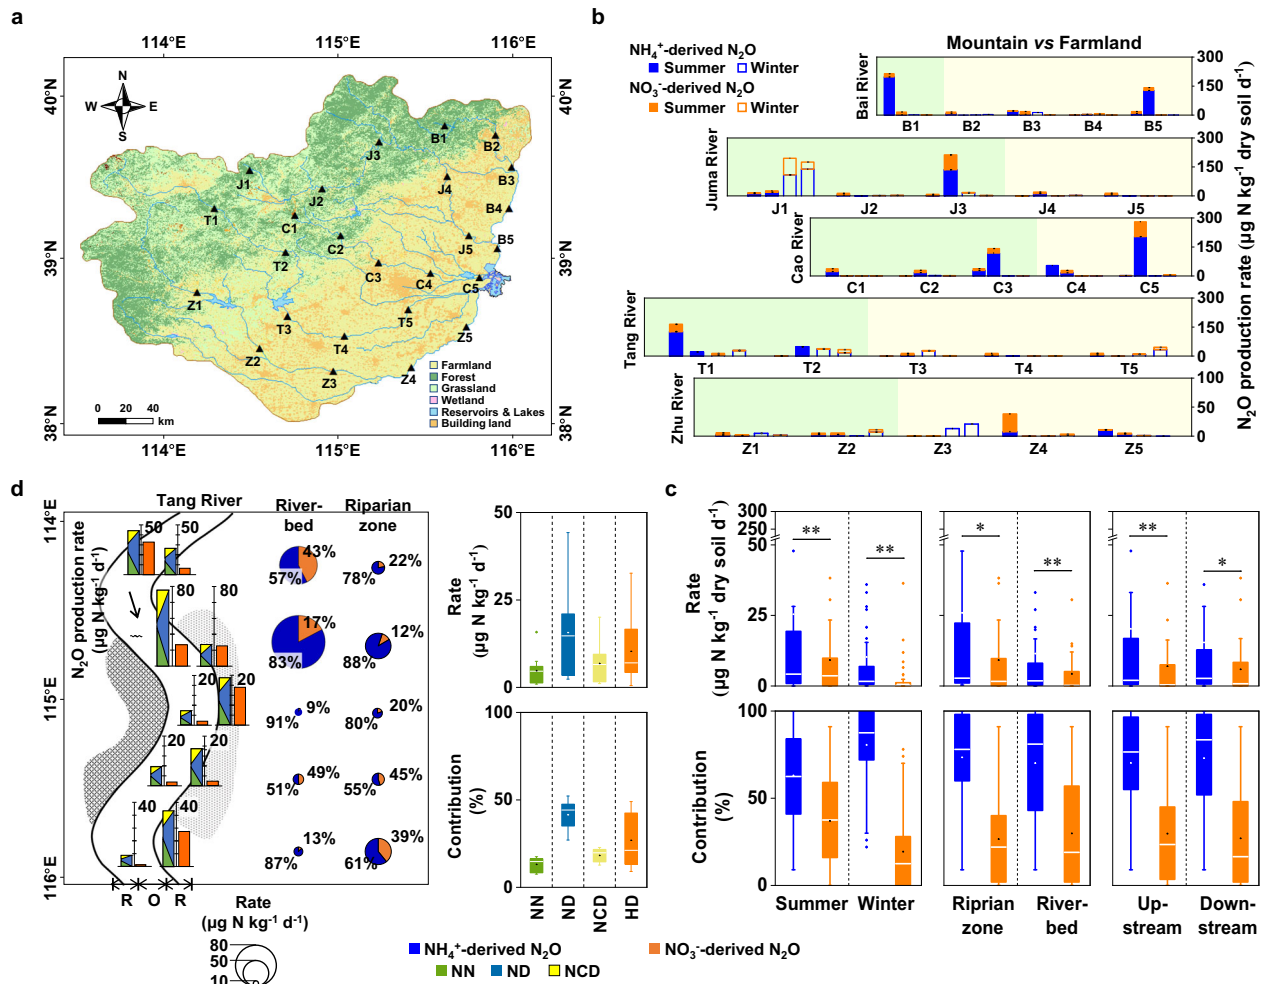 a
114°E 115°E 116°E
40°N
39°N
38°N
40°N
39°N
38°N
N
W E
S
B1
B2
J3
B3
J1
J4
J2
T1
B4
C1
C2
J5
B5
T2
C3
C4
C5
Z1
T3
T5
T4
Z5
Z2
Z3
Z4
Farmland
Forest
Grassland
Wetland
Reservoirs & Lakes
Building land
0 20 40
km
114°E 115°E 116°E
b
NH₄⁺-derived N₂O
Summer Winter
NO₃⁻-derived N₂O
Summer Winter
Mountain vs Farmland
Bai River
300
150
0
B1 B2 B3 B4 B5
Juma River
300
150
0
J1 J2 J3 J4 J5
Cao River
300
150
0
C1 C2 C3 C4 C5
Tang River
300
150
0
T1 T2 T3 T4 T5
Zhu River
100
50
0
Z1 Z2 Z3 Z4 Z5
N₂O production rate (µg N kg⁻¹ dry soil d⁻¹)
d
Tang River
114°E
115°E
116°E
N₂O production rate
(µg N kg⁻¹ d⁻¹)
50 50
80 80
20 20
20 20
40 40
R O R
River-
bed
Riparian
zone
43% 22%
57% 78%
17% 12%
83% 88%
9% 20%
91% 80%
49% 45%
51% 55%
13% 39%
87% 61%
Rate
(µg N kg⁻¹ d⁻¹)
80
50
10
Rate
(µg N kg⁻¹ d⁻¹)
50
25
0
Contribution
(%)
100
50
0
NN ND NCD HD
NH₄⁺-derived N₂O NO₃⁻-derived N₂O
NN ND NCD
c
Rate
(µg N kg⁻¹ dry soil d⁻¹)
300
250
50
25
0
** ** * ** ** *
Contribution
(%)
100
50
0
Summer Winter
Riprian
zone
River-
bed
Up-
stream
Down-
stream